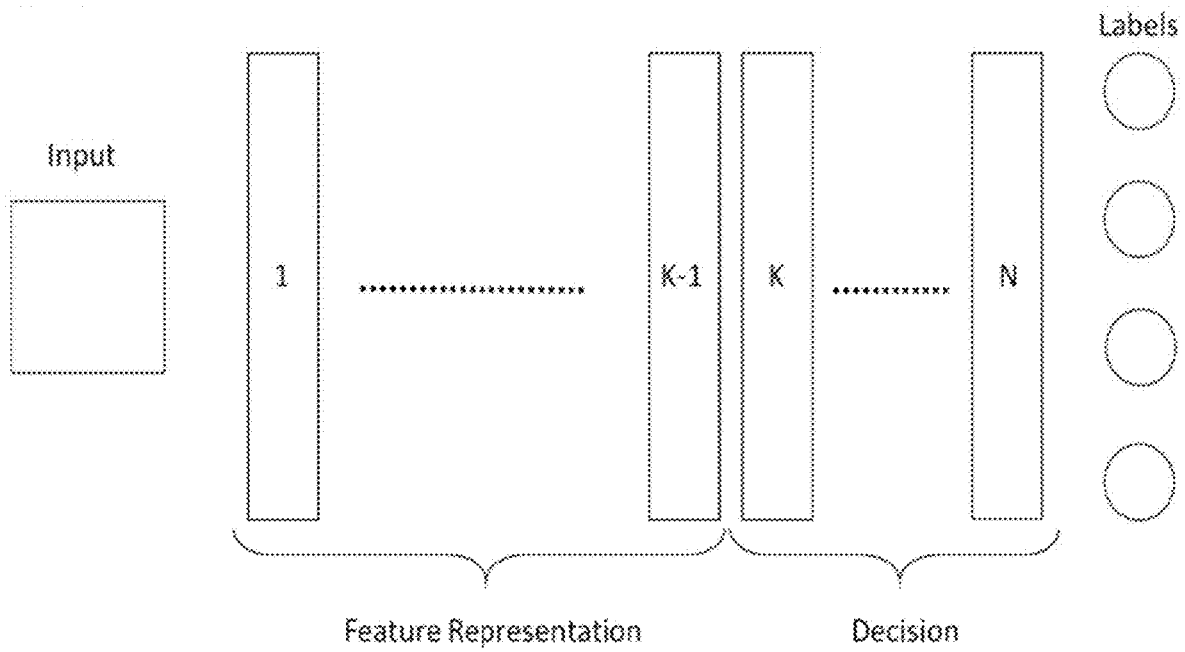 Labels
Input
1
K-1
K
N
Feature Representation
Decision